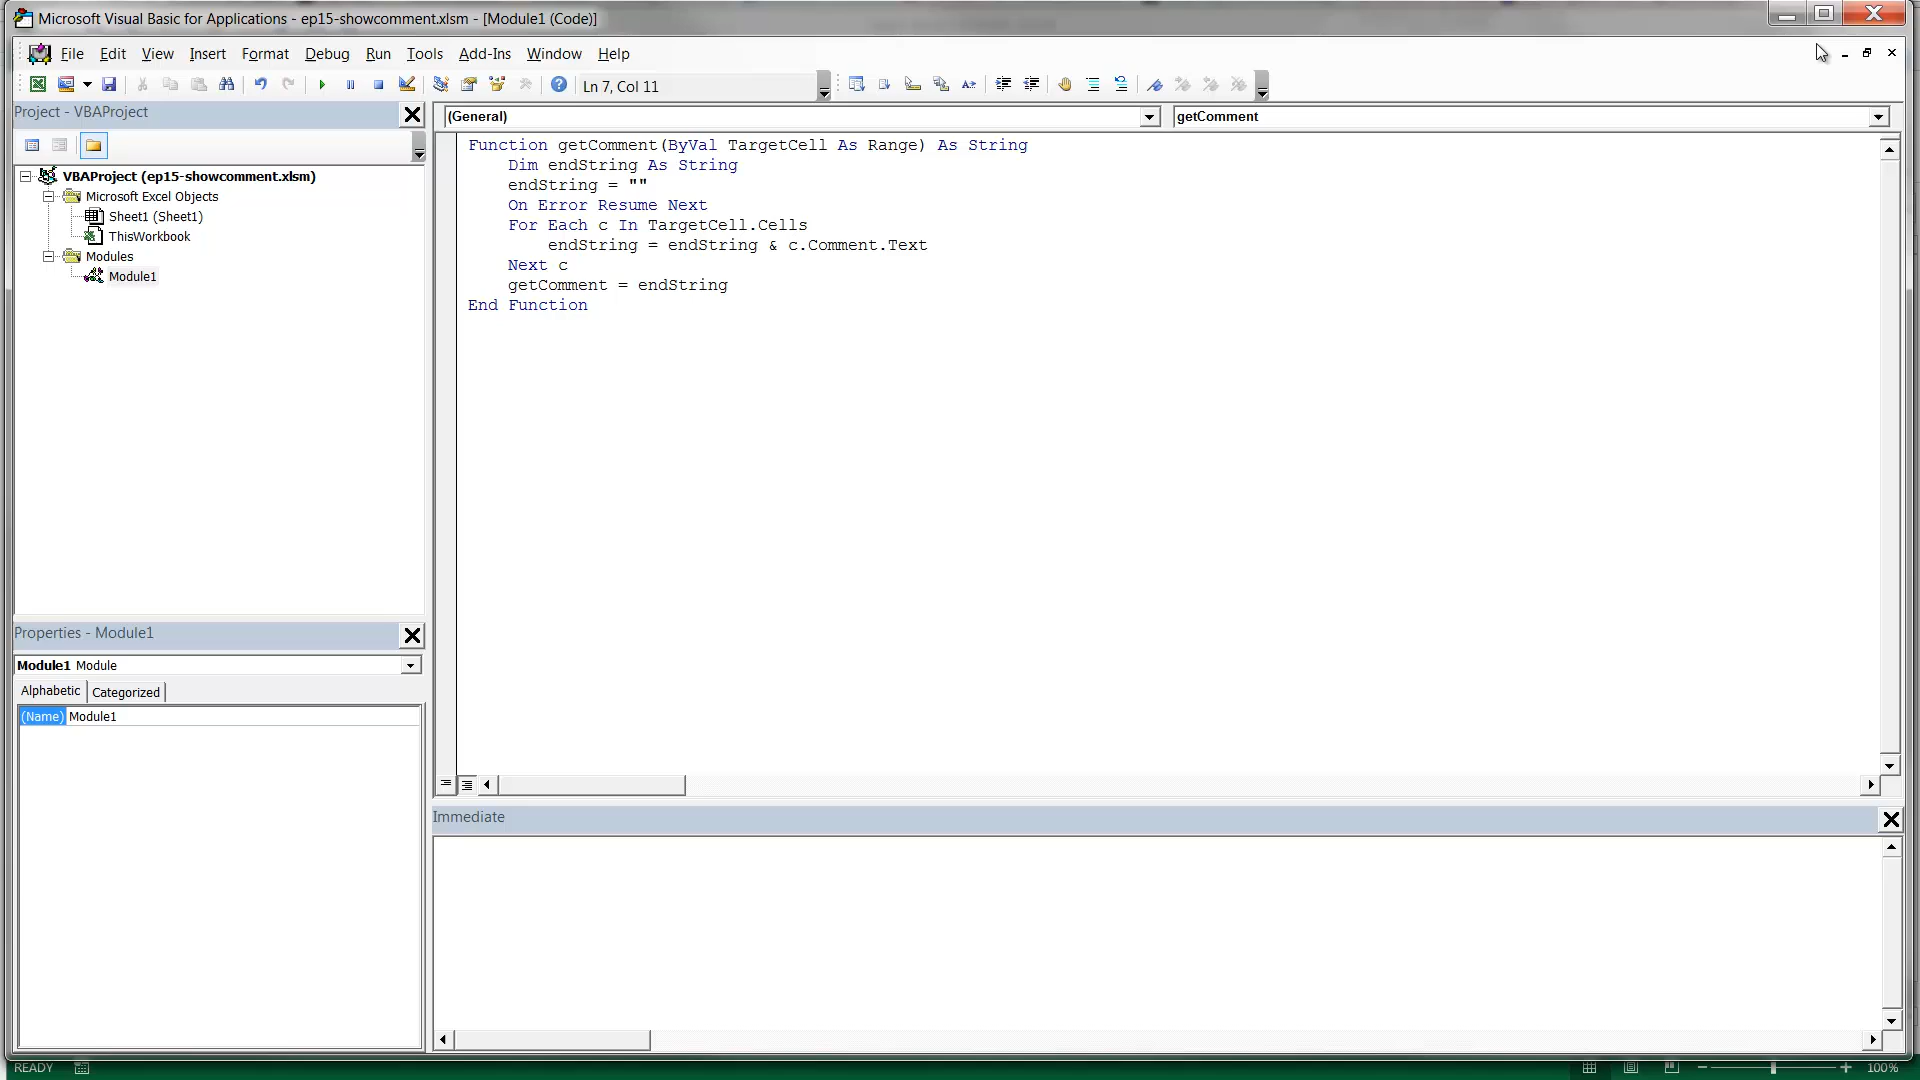 Microsoft Visual Basic for Applications - ep15-showcomment.xlsm - [Module1 (Code)]
File Edit View Insert Format Debug Run Tools Add-Ins Window Help
Ln 7, Col 11
Project - VBAProject
VBAProject (ep15-showcomment.xlsm)
Microsoft Excel Objects
Sheet1 (Sheet1)
ThisWorkbook
Modules
Module1
Properties - Module1
Module1 Module
Alphabetic Categorized
(Name) Module1
(General) getComment
Function getComment(ByVal TargetCell As Range) As String
Dim endString As String
endString = ""
On Error Resume Next
For Each c In TargetCell.Cells
endString = endString & c.Comment.Text
Next c
getComment = endString
End Function
Immediate
READY 100%